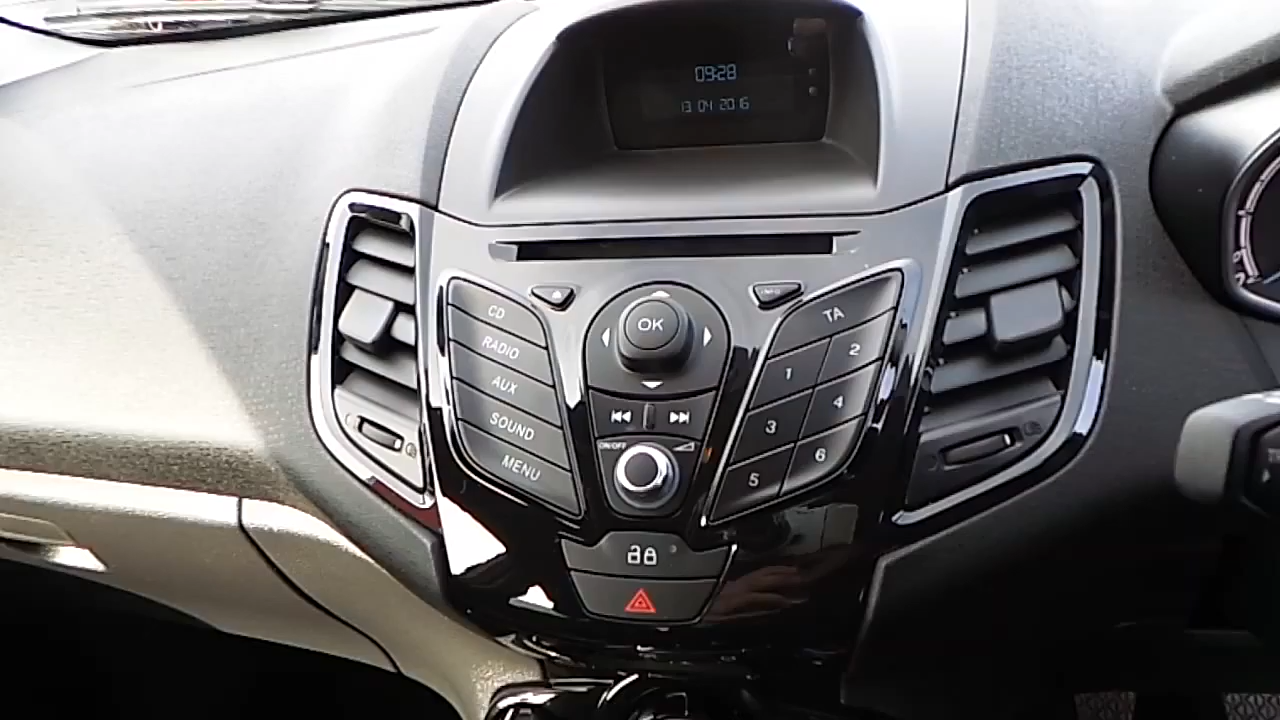 09:28
13 04 2016
CD
RADIO
AUX
SOUND
MENU
OK
ON/OFF
INFO
TA
1 2
3 4
5 6